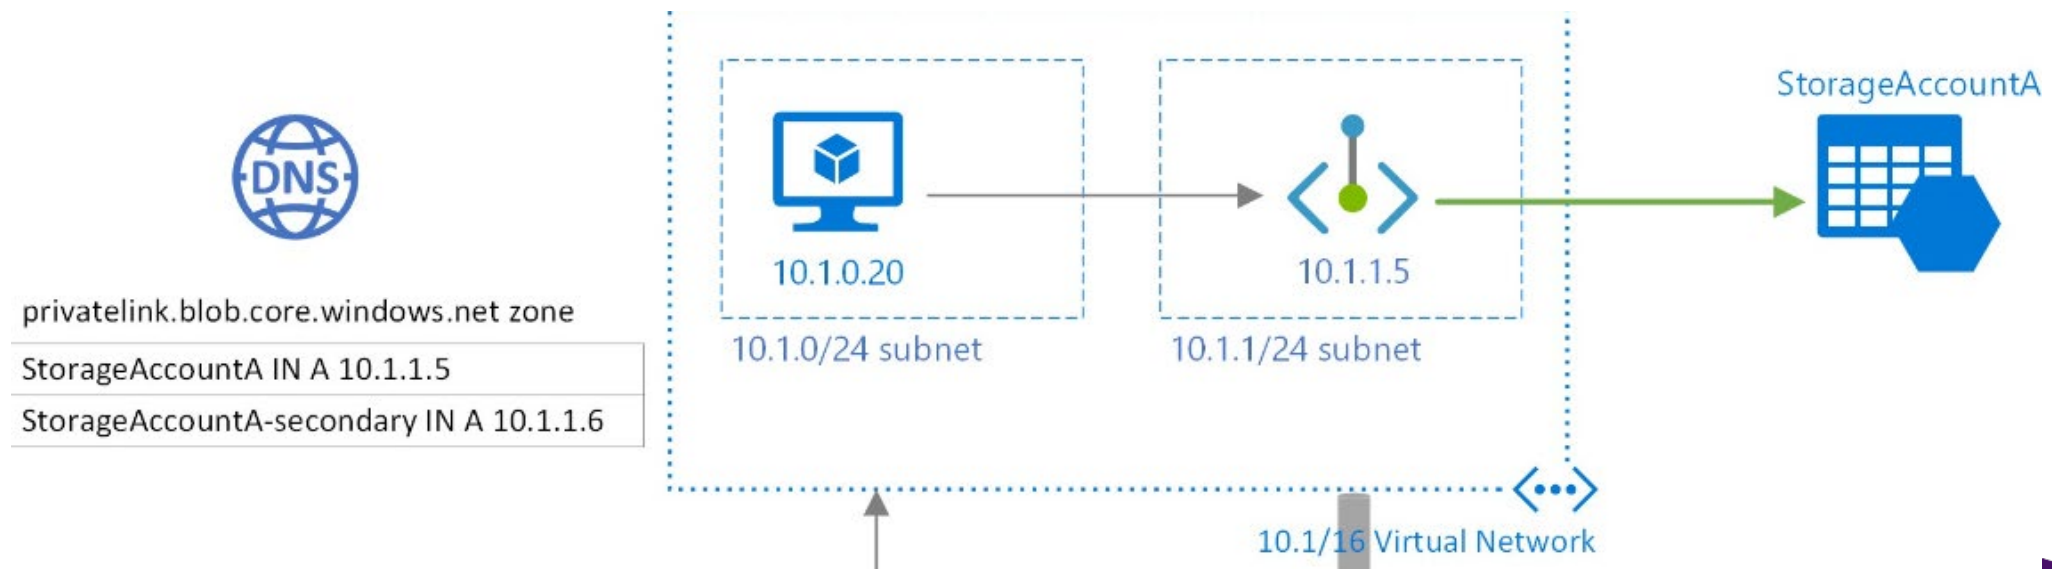 DNS
privatelink.blob.core.windows.net zone
StorageAccountA IN A 10.1.1.5
StorageAccountA-secondary IN A 10.1.1.6
10.1.0.20
10.1.0/24 subnet
10.1.1.5
10.1.1/24 subnet
StorageAccountA
10.1/16 Virtual Network